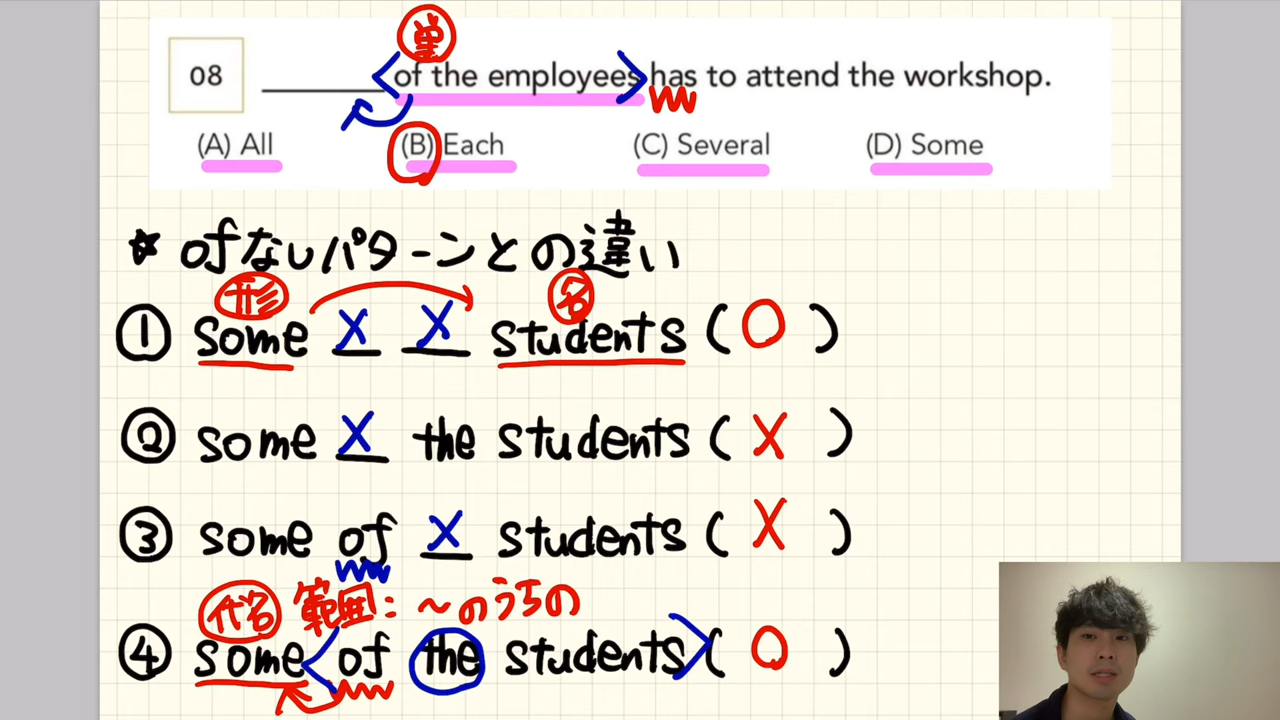 単
08 ______ of the employees has to attend the workshop.
(A) All (B) Each (C) Several (D) Some
☆ ofなしパターンとの違い
形 名
① some X X students ( O )
② some X the students ( X )
③ some of X students ( X )
代名 範囲: ~のうちの
④ some of the students ( O )